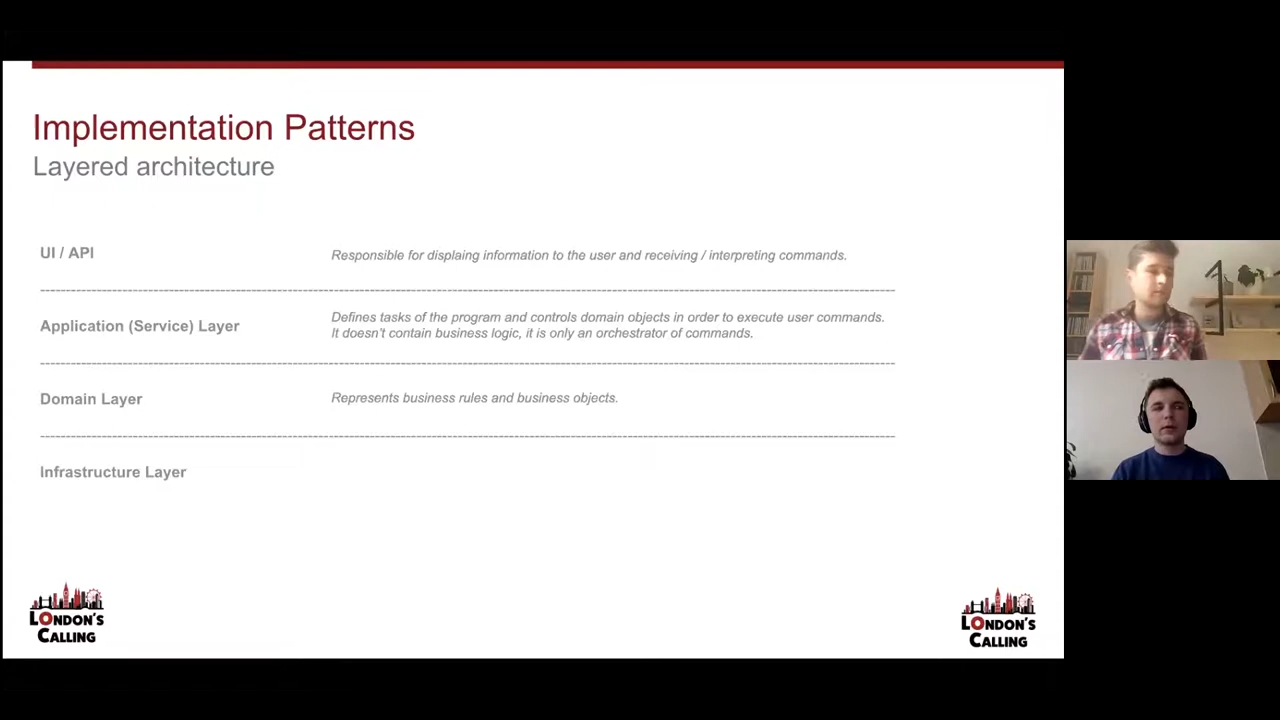 Implementation Patterns
Layered architecture
UI / API
Responsible for displaing information to the user and receiving / interpreting commands.
Application (Service) Layer
Defines tasks of the program and controls domain objects in order to execute user commands.
It doesn't contain business logic, it is only an orchestrator of commands.
Domain Layer
Represents business rules and business objects.
Infrastructure Layer
LONDON'S
CALLING
LONDON'S
CALLING